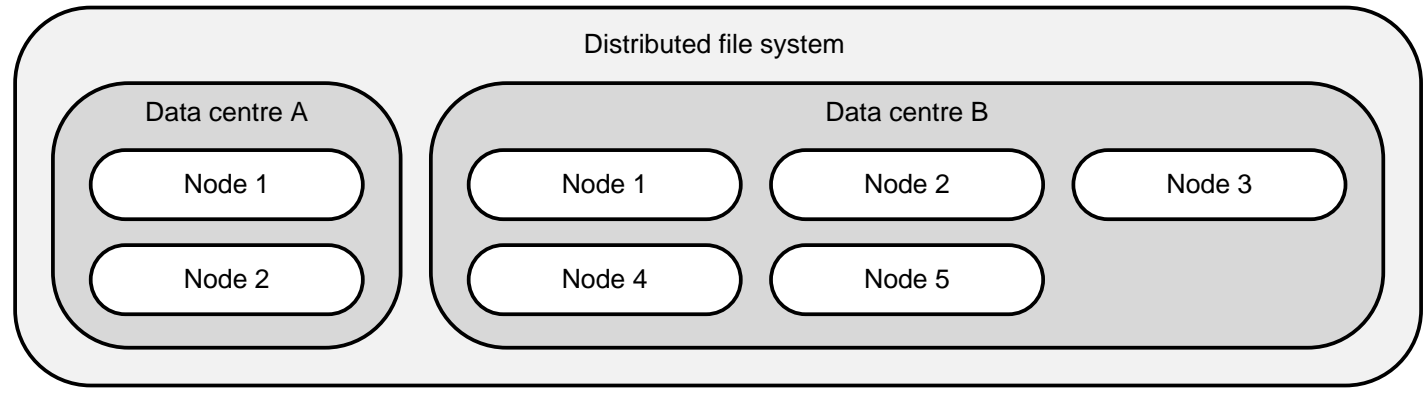 Distributed file system
Data centre A
Node 1
Node 2
Data centre B
Node 1
Node 2
Node 3
Node 4
Node 5